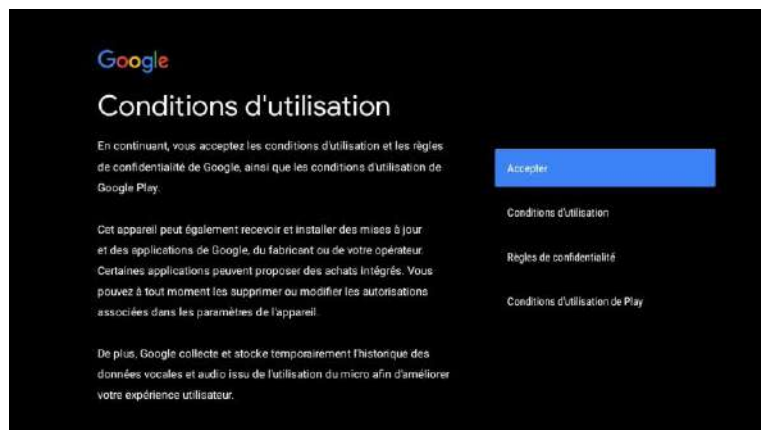 Google
Conditions d'utilisation
En continuant, vous acceptez les conditions d'utilisation et les règles
de confidentialité de Google, ainsi que les conditions d'utilisation de
Google Play.
Cet appareil peut également recevoir et installer des mises à jour
et des applications de Google, du fabricant ou de votre opérateur.
Certaines applications peuvent proposer des achats intégrés. Vous
pouvez à tout moment les supprimer ou modifier les autorisations
associées dans les paramètres de l'appareil.
De plus, Google collecte et stocke temporairement l'historique des
données vocales et audio issu de l'utilisation du micro afin d'améliorer
votre expérience utilisateur.
Accepter
Conditions d'utilisation
Règles de confidentialité
Conditions d'utilisation de Play